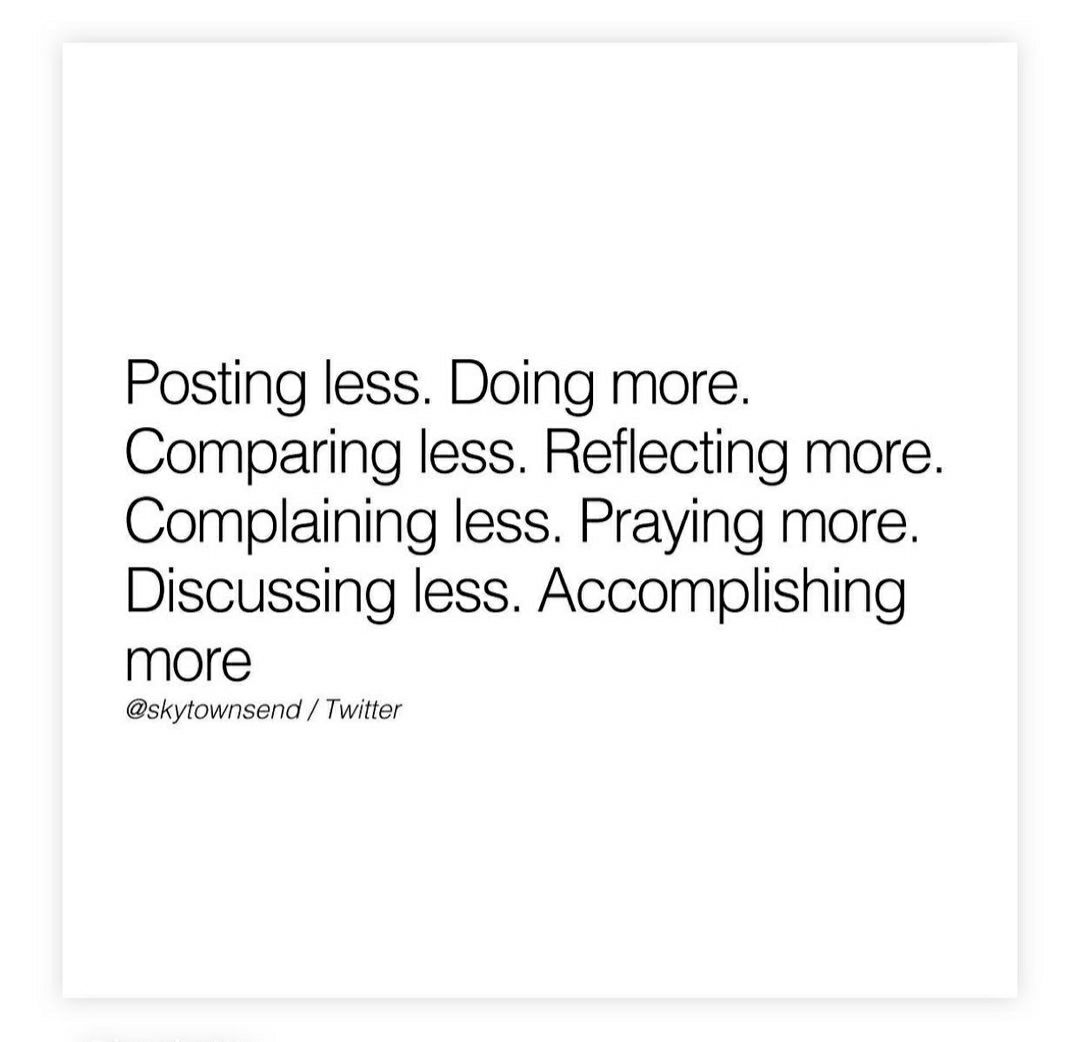 Posting less. Doing more.
Comparing less. Reflecting more.
Complaining less. Praying more.
Discussing less. Accomplishing
more
@skytownsend / Twitter